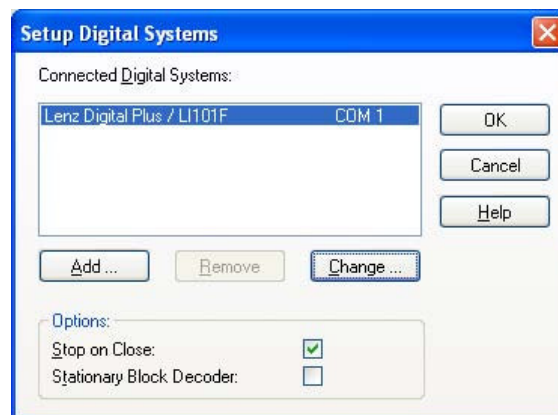 Setup Digital Systems
Connected Digital Systems:
Lenz Digital Plus / LI101F COM 1
OK
Cancel
Help
Add ... Remove Change ...
Options:
Stop on Close:
Stationary Block Decoder: